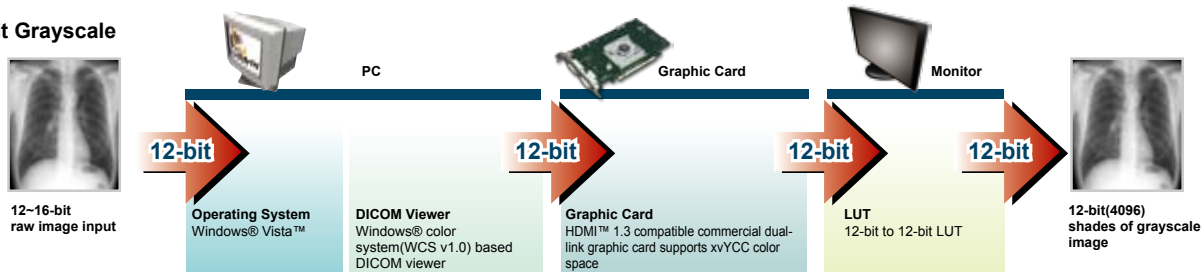 t Grayscale
PC
Graphic Card
Monitor
12-bit
12-bit
12-bit
12-bit
12~16-bit
raw image input
Operating System
Windows® Vista™
DICOM Viewer
Windows® color
system(WCS v1.0) based
DICOM viewer
Graphic Card
HDMI™ 1.3 compatible commercial dual-
link graphic card supports xvYCC color
space
LUT
12-bit to 12-bit LUT
12-bit(4096)
shades of grayscale
image